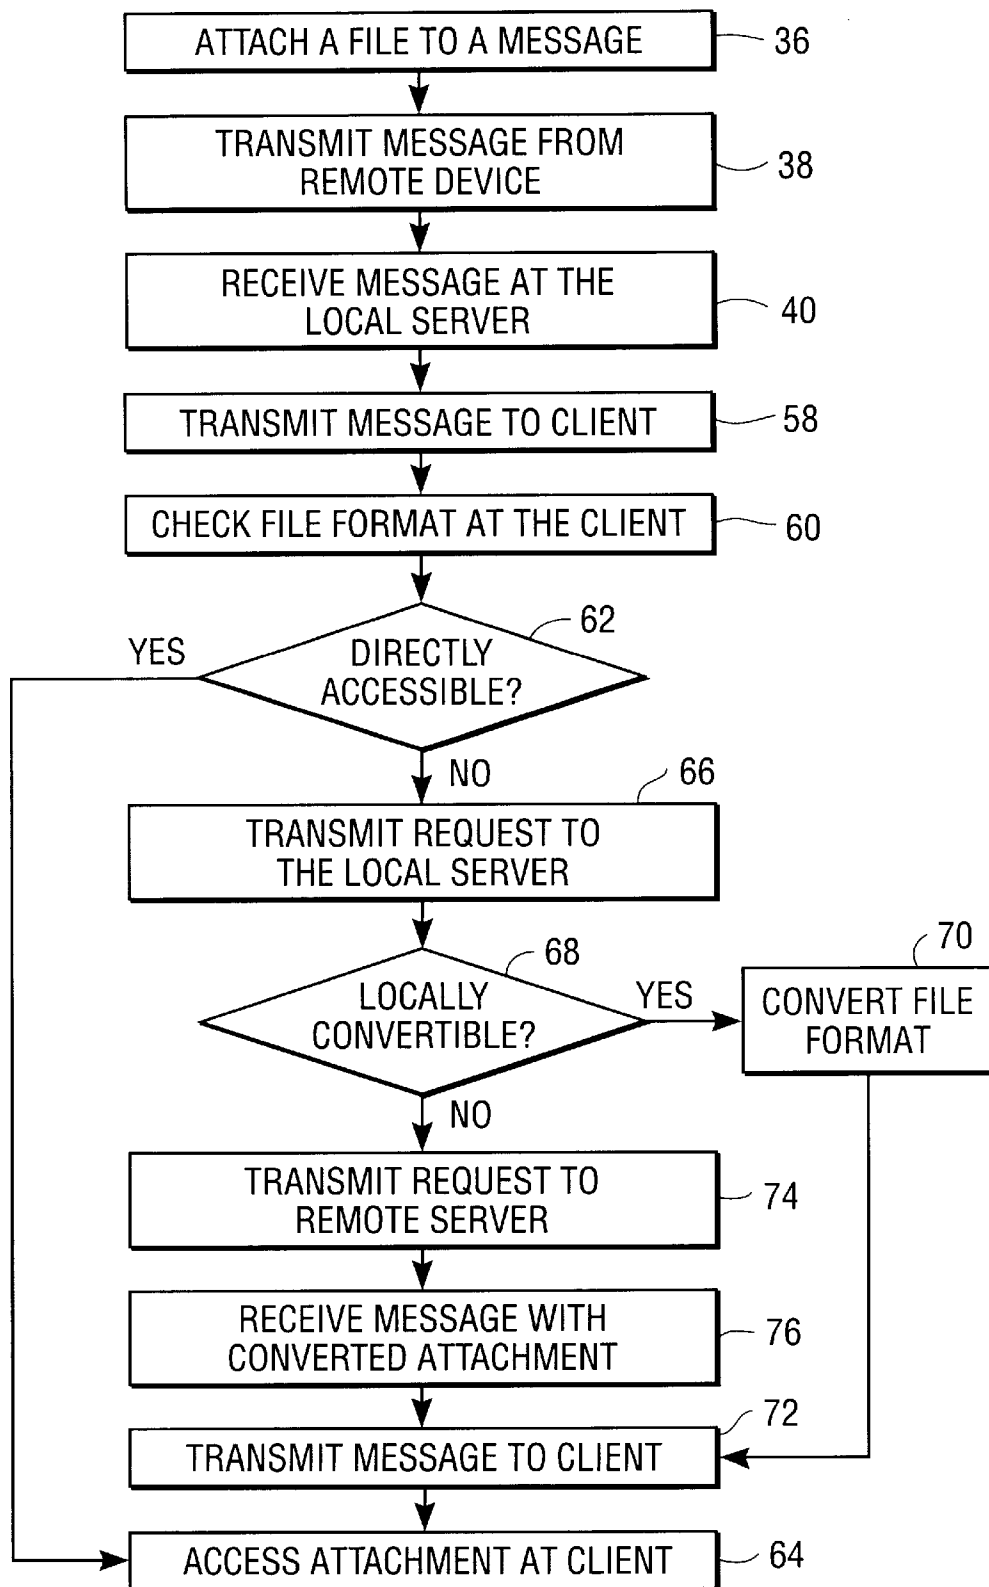 ATTACH A FILE TO A MESSAGE
36
TRANSMIT MESSAGE FROM
REMOTE DEVICE
38
RECEIVE MESSAGE AT THE
LOCAL SERVER
40
TRANSMIT MESSAGE TO CLIENT
58
CHECK FILE FORMAT AT THE CLIENT
60
62
YES
DIRECTLY
ACCESSIBLE?
NO
66
TRANSMIT REQUEST TO
THE LOCAL SERVER
68
70
LOCALLY
CONVERTIBLE?
YES
CONVERT FILE
FORMAT
NO
TRANSMIT REQUEST TO
REMOTE SERVER
74
RECEIVE MESSAGE WITH
CONVERTED ATTACHMENT
76
72
TRANSMIT MESSAGE TO CLIENT
ACCESS ATTACHMENT AT CLIENT
64